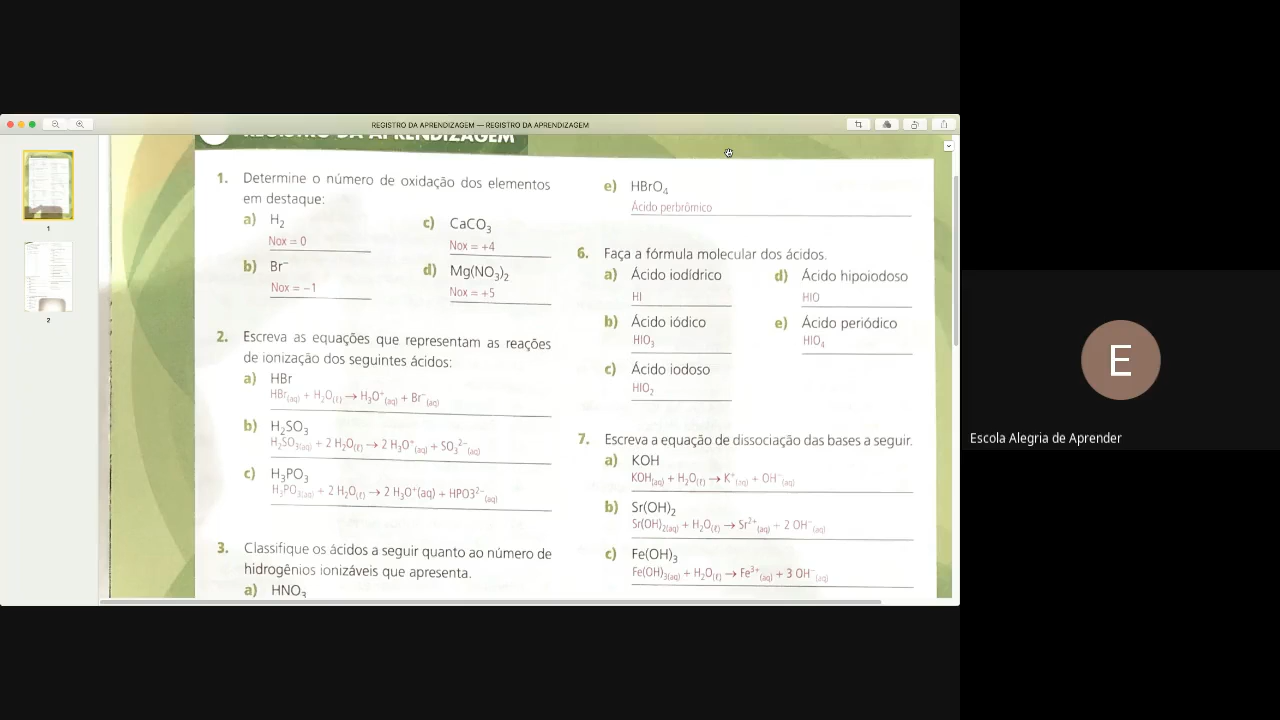 REGISTRO DA APRENDIZAGEM — REGISTRO DA APRENDIZAGEM
REGISTRO DA APRENDIZAGEM
1. Determine o número de oxidação dos elementos
em destaque:
a) H₂
Nox = 0
b) Br⁻
Nox = −1
c) CaCO₃
Nox = +4
d) Mg(NO₃)₂
Nox = +5
2. Escreva as equações que representam as reações
de ionização dos seguintes ácidos:
a) HBr
HBr(aq) + H₂O(ℓ) → H₃O⁺(aq) + Br⁻(aq)
b) H₂SO₃
H₂SO₃(aq) + 2 H₂O(ℓ) → 2 H₃O⁺(aq) + SO₃²⁻(aq)
c) H₃PO₃
H₃PO₃(aq) + 2 H₂O(ℓ) → 2 H₃O⁺(aq) + HPO3²⁻(aq)
3. Classifique os ácidos a seguir quanto ao número de
hidrogênios ionizáveis que apresenta.
a) HNO₃
e) HBrO₄
Ácido perbrômico
6. Faça a fórmula molecular dos ácidos.
a) Ácido iodídrico
HI
b) Ácido iódico
HIO₃
c) Ácido iodoso
HIO₂
d) Ácido hipoiodoso
HIO
e) Ácido periódico
HIO₄
7. Escreva a equação de dissociação das bases a seguir.
a) KOH
KOH(aq) + H₂O(ℓ) → K⁺(aq) + OH⁻(aq)
b) Sr(OH)₂
Sr(OH)₂(aq) + H₂O(ℓ) → Sr²⁺(aq) + 2 OH⁻(aq)
c) Fe(OH)₃
Fe(OH)₃(aq) + H₂O(ℓ) → Fe³⁺(aq) + 3 OH⁻(aq)
1
2
E
Escola Alegria de Aprender